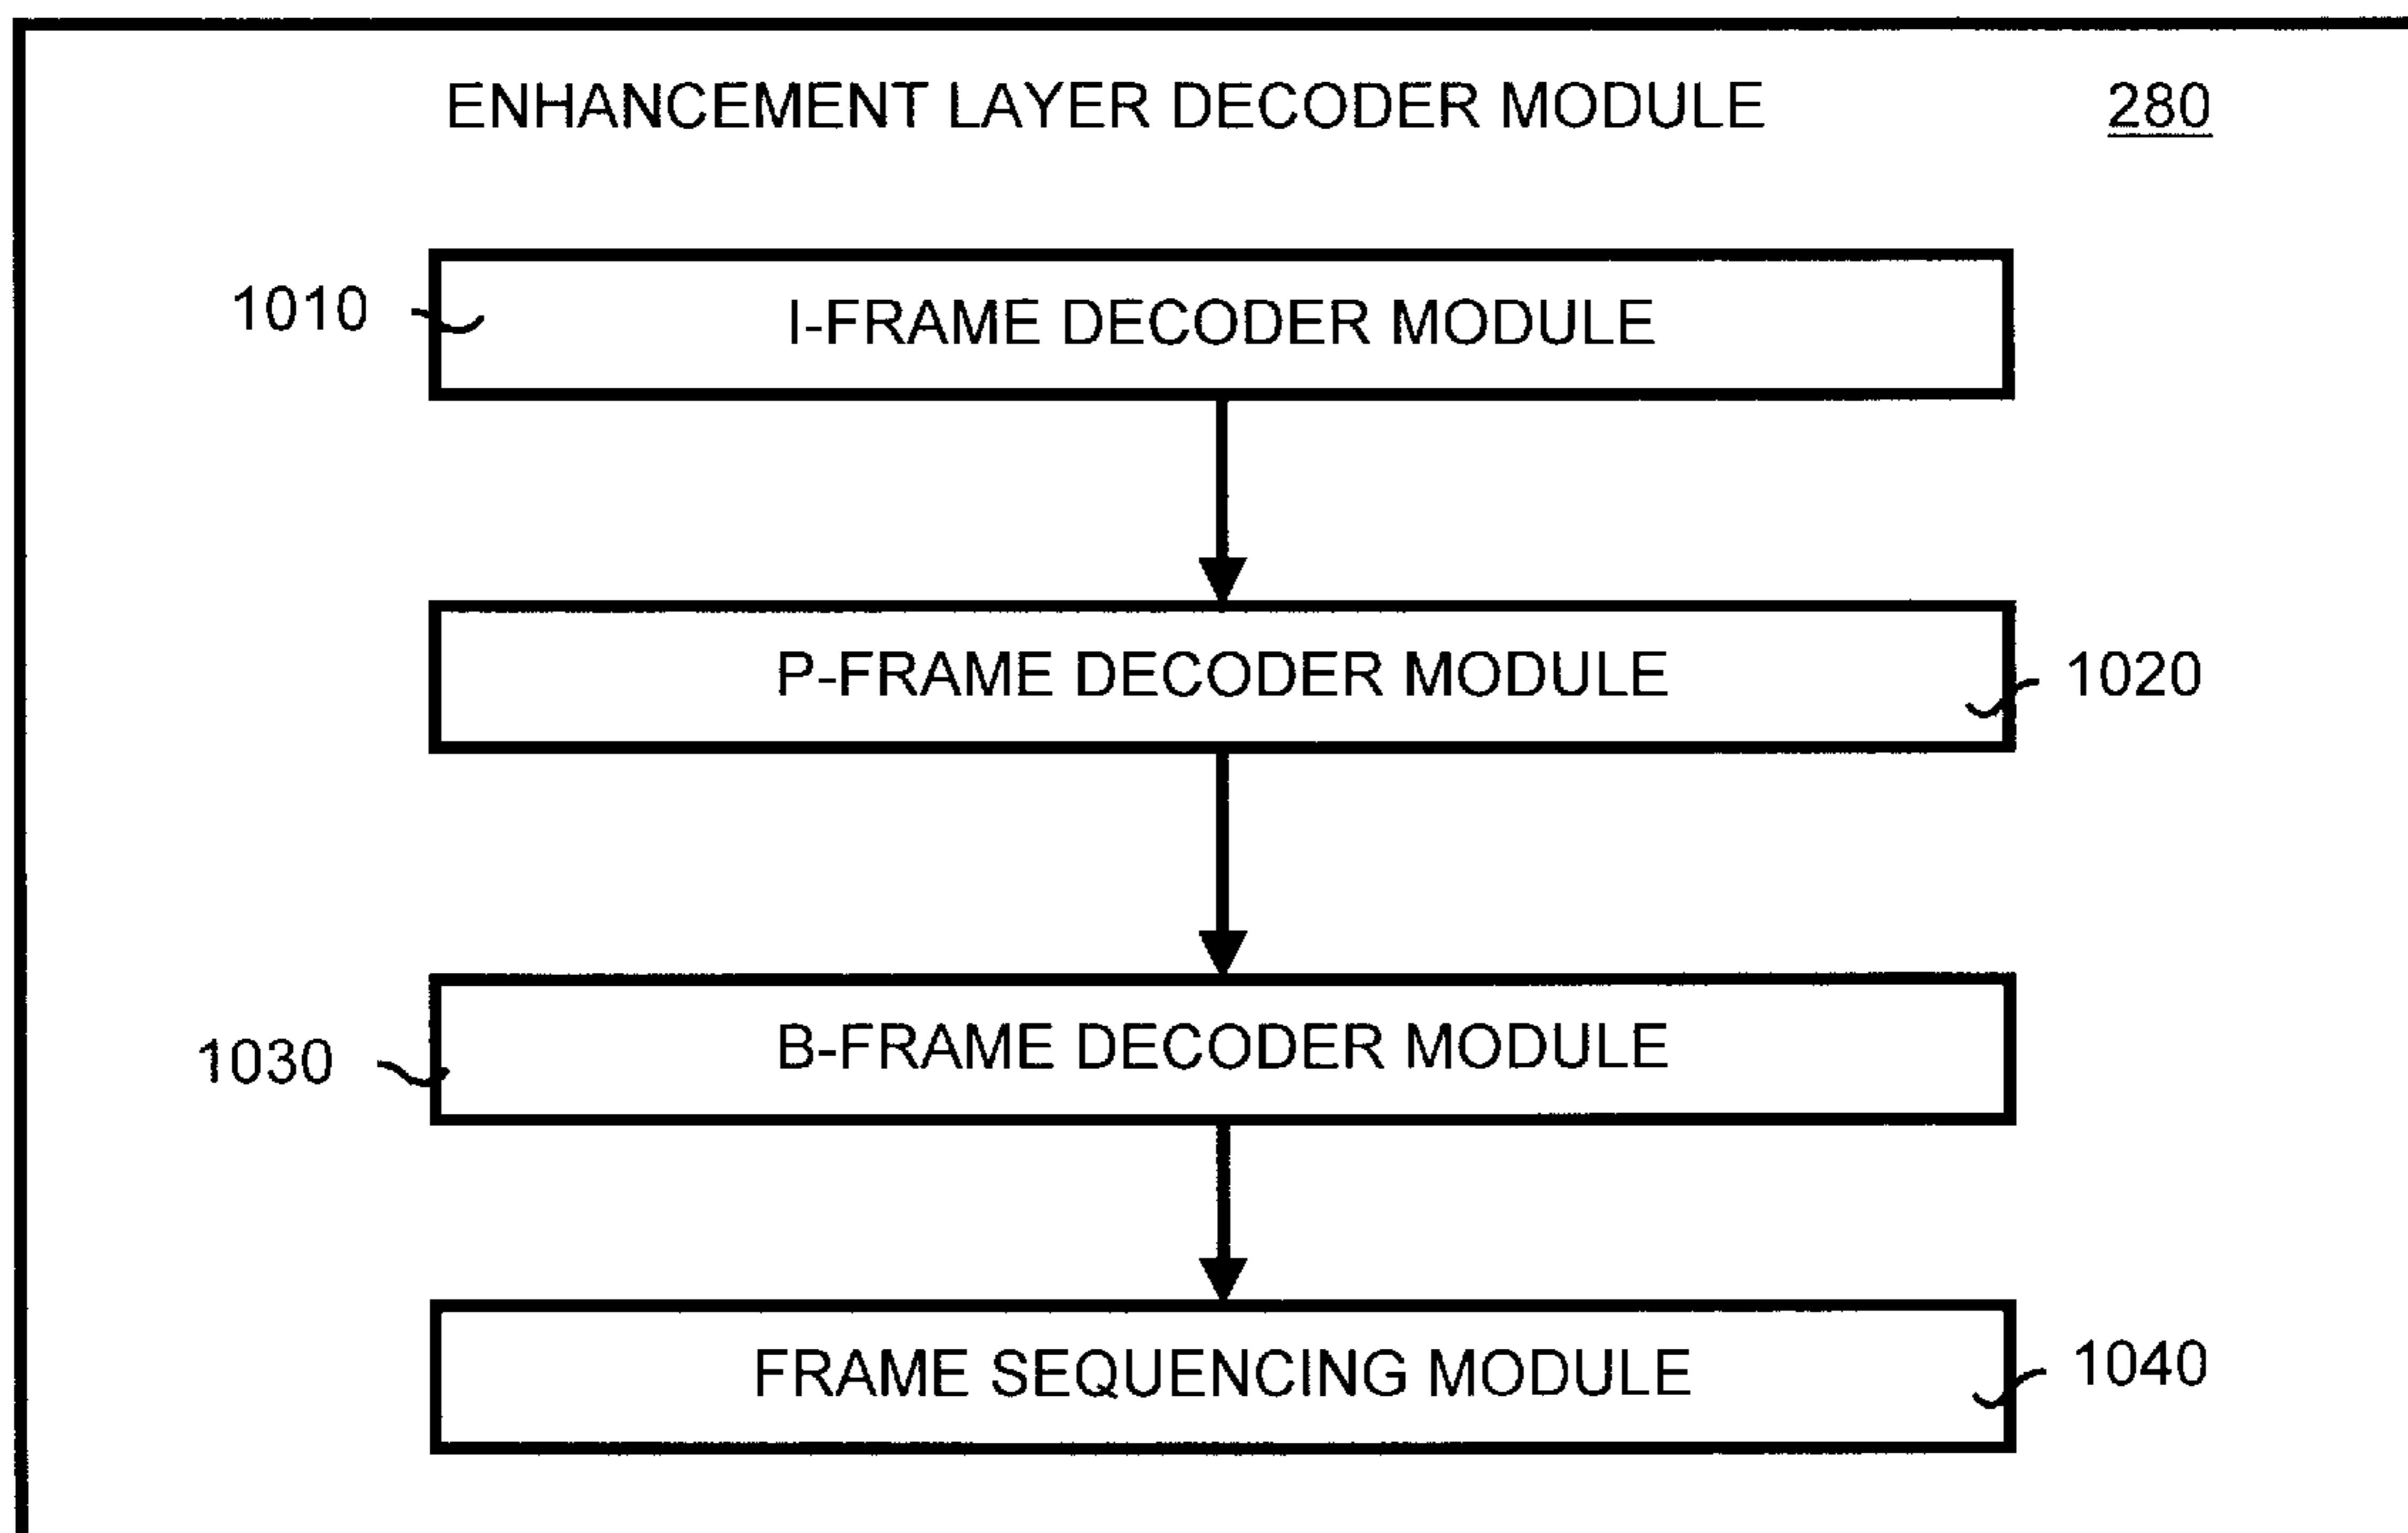 ENHANCEMENT LAYER DECODER MODULE 280
1010 I-FRAME DECODER MODULE
P-FRAME DECODER MODULE 1020
1030 B-FRAME DECODER MODULE
FRAME SEQUENCING MODULE 1040